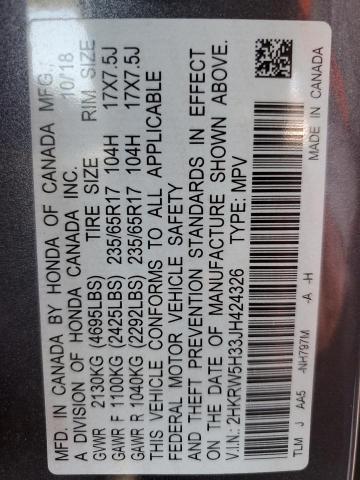 MFD. IN CANADA BY HONDA OF CANADA MFG.,
A DIVISION OF HONDA CANADA INC. 10/18
TIRE SIZE RIM SIZE
GVWR 2130KG (4695LBS)
GAWR F 1100KG (2425LBS) 235/65R17 104H 17X7.5J
GAWR R 1040KG (2292LBS) 235/65R17 104H 17X7.5J
THIS VEHICLE CONFORMS TO ALL APPLICABLE
FEDERAL MOTOR VEHICLE SAFETY
AND THEFT PREVENTION STANDARDS IN EFFECT
ON THE DATE OF MANUFACTURE SHOWN ABOVE.
V.I.N.: 2HKRW5H33JH424326 TYPE: MPV
TLM J AA5 -NH797M -A -H MADE IN CANADA